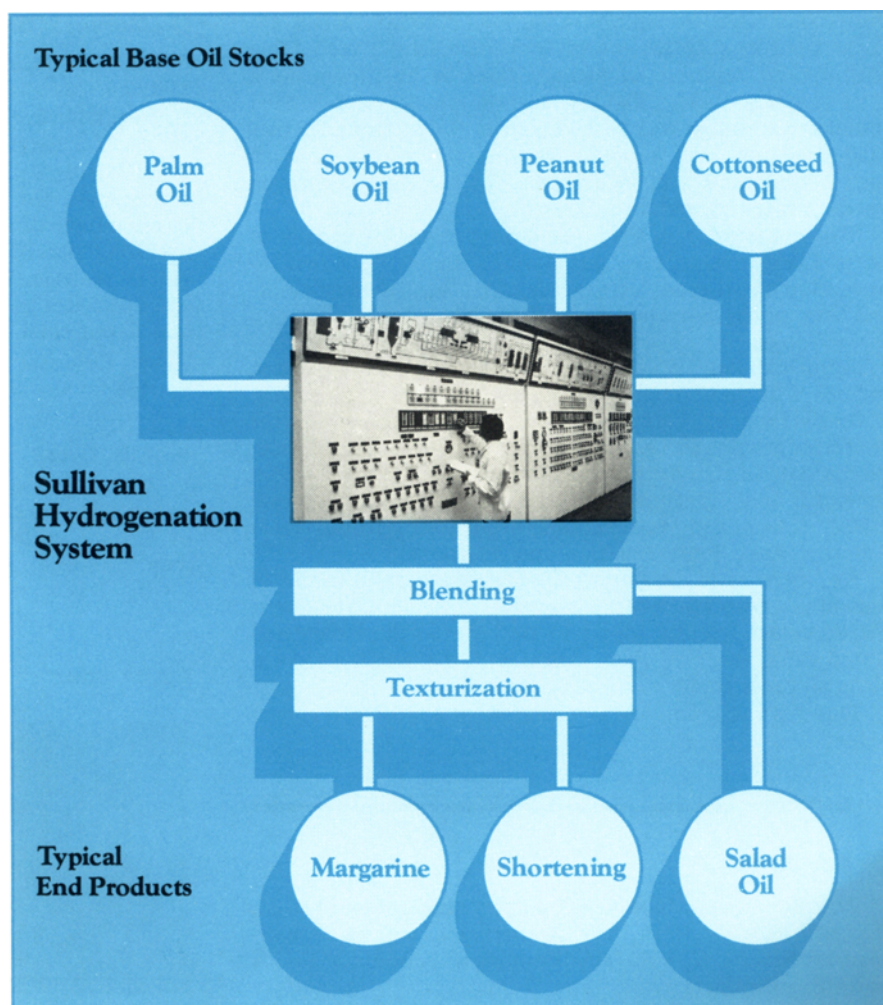 Typical Base Oil Stocks
Palm
Oil
Soybean
Oil
Peanut
Oil
Cottonseed
Oil
Sullivan
Hydrogenation
System
Blending
Texturization
Typical
End Products
Margarine
Shortening
Salad
Oil